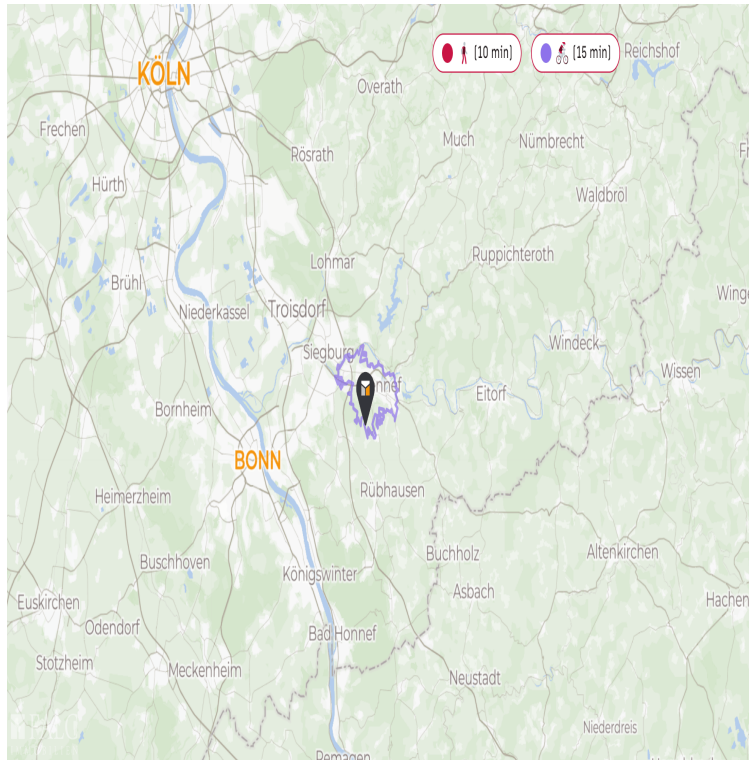 [10 min]
[15 min]
Reichshof
KÖLN
Overath
Frechen
Much
Nümbrecht
Rösrath
Hürth
Waldbröl
Ruppichteroth
Lohmar
Brühl
Niederkassel
Troisdorf
Windeck
Siegburg
Wissen
Eitorf
Bornheim
BONN
Rübhausen
Heimerzheim
Buchholz
Altenkirchen
Buschhoven
Königswinter
Asbach
Euskirchen
Odendorf
Bad Honnef
Stotzheim
Meckenheim
Neustadt
Niederdreis
Remagen